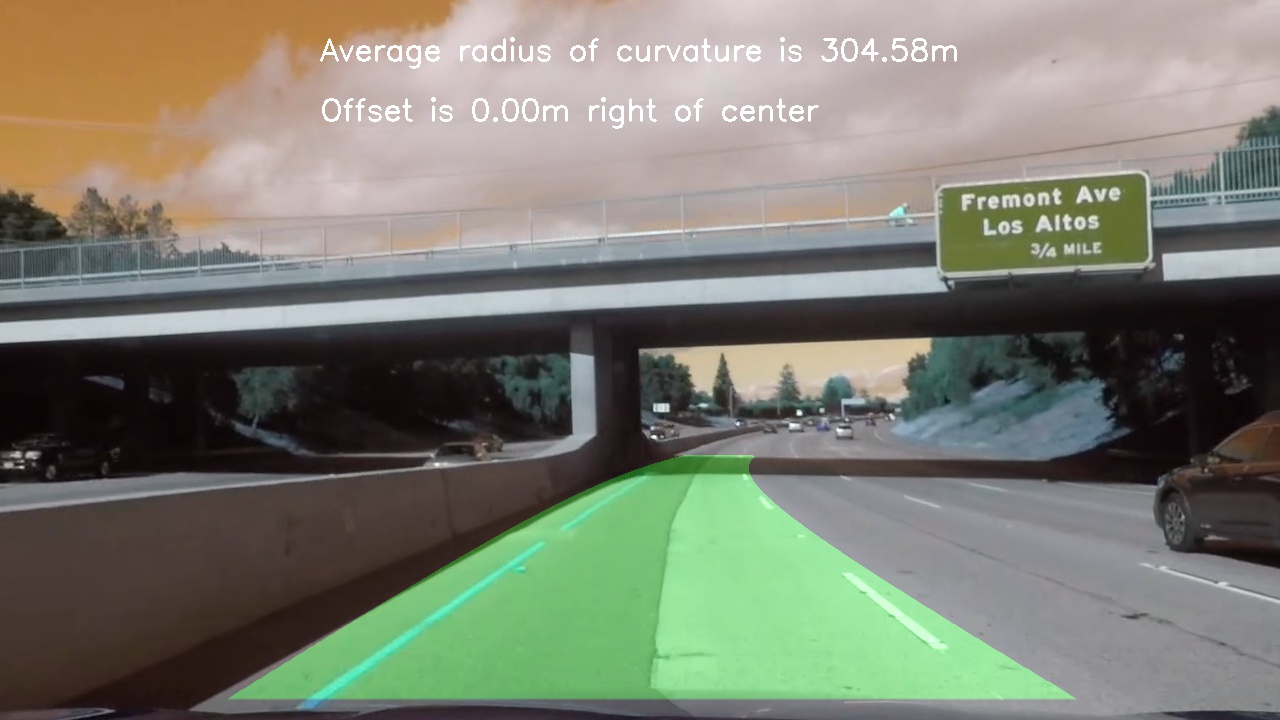 Average radius of curvature is 304.58m
Offset is 0.00m right of center
Fremont Ave
Los Altos
3/4 MILE